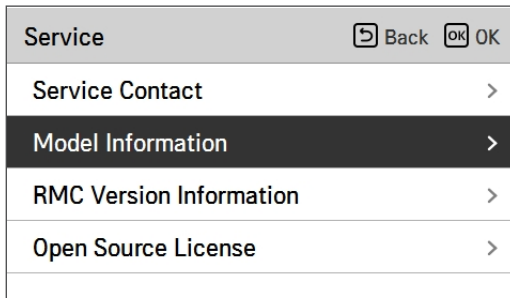 Service Back OK OK
Service Contact >
Model Information >
RMC Version Information >
Open Source License >